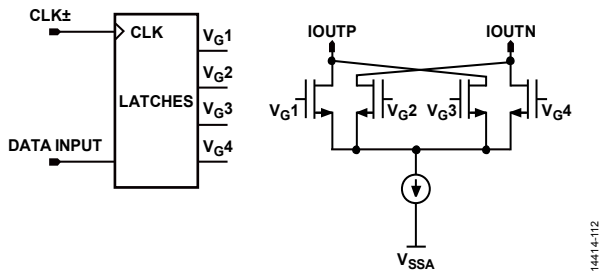 CLK±
CLK
LATCHES
DATA INPUT
VG1
VG2
VG3
VG4
IOUTP
IOUTN
VG1
VG2
VG3
VG4
VSSA
14414-112